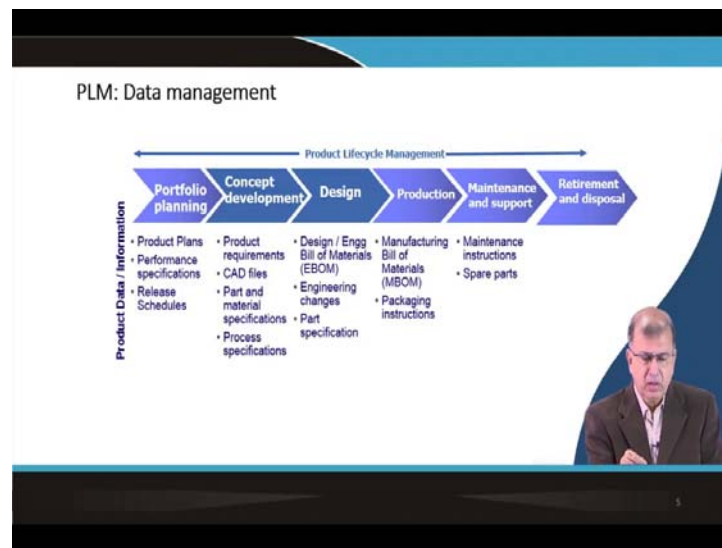 PLM: Data management
Product Lifecycle Management
Portfolio
planning
Concept
development
Design
Production
Maintenance
and support
Retirement
and disposal
Product Data / Information
• Product Plans
• Performance
specifications
• Release
Schedules
• Product
requirements
• CAD files
• Part and
material
specifications
• Process
specifications
• Design / Engg
Bill of Materials
(EBOM)
• Engineering
changes
• Part
specification
• Manufacturing
Bill of
Materials
(MBOM)
• Packaging
instructions
• Maintenance
instructions
• Spare parts
5